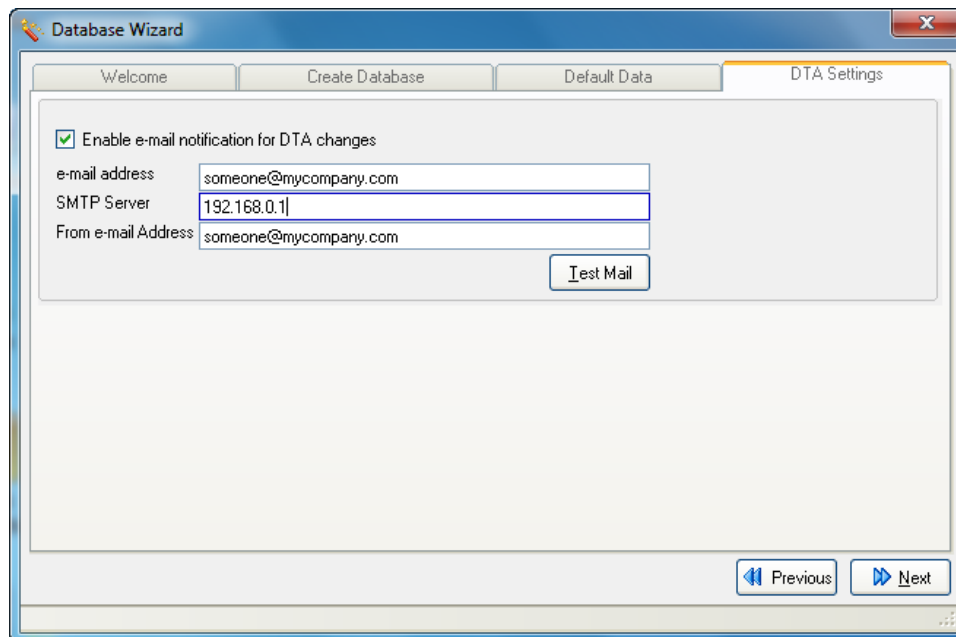 Database Wizard
Welcome
Create Database
Default Data
DTA Settings
Enable e-mail notification for DTA changes
e-mail address
someone@mycompany.com
SMTP Server
192.168.0.1
From e-mail Address
someone@mycompany.com
Test Mail
Previous
Next